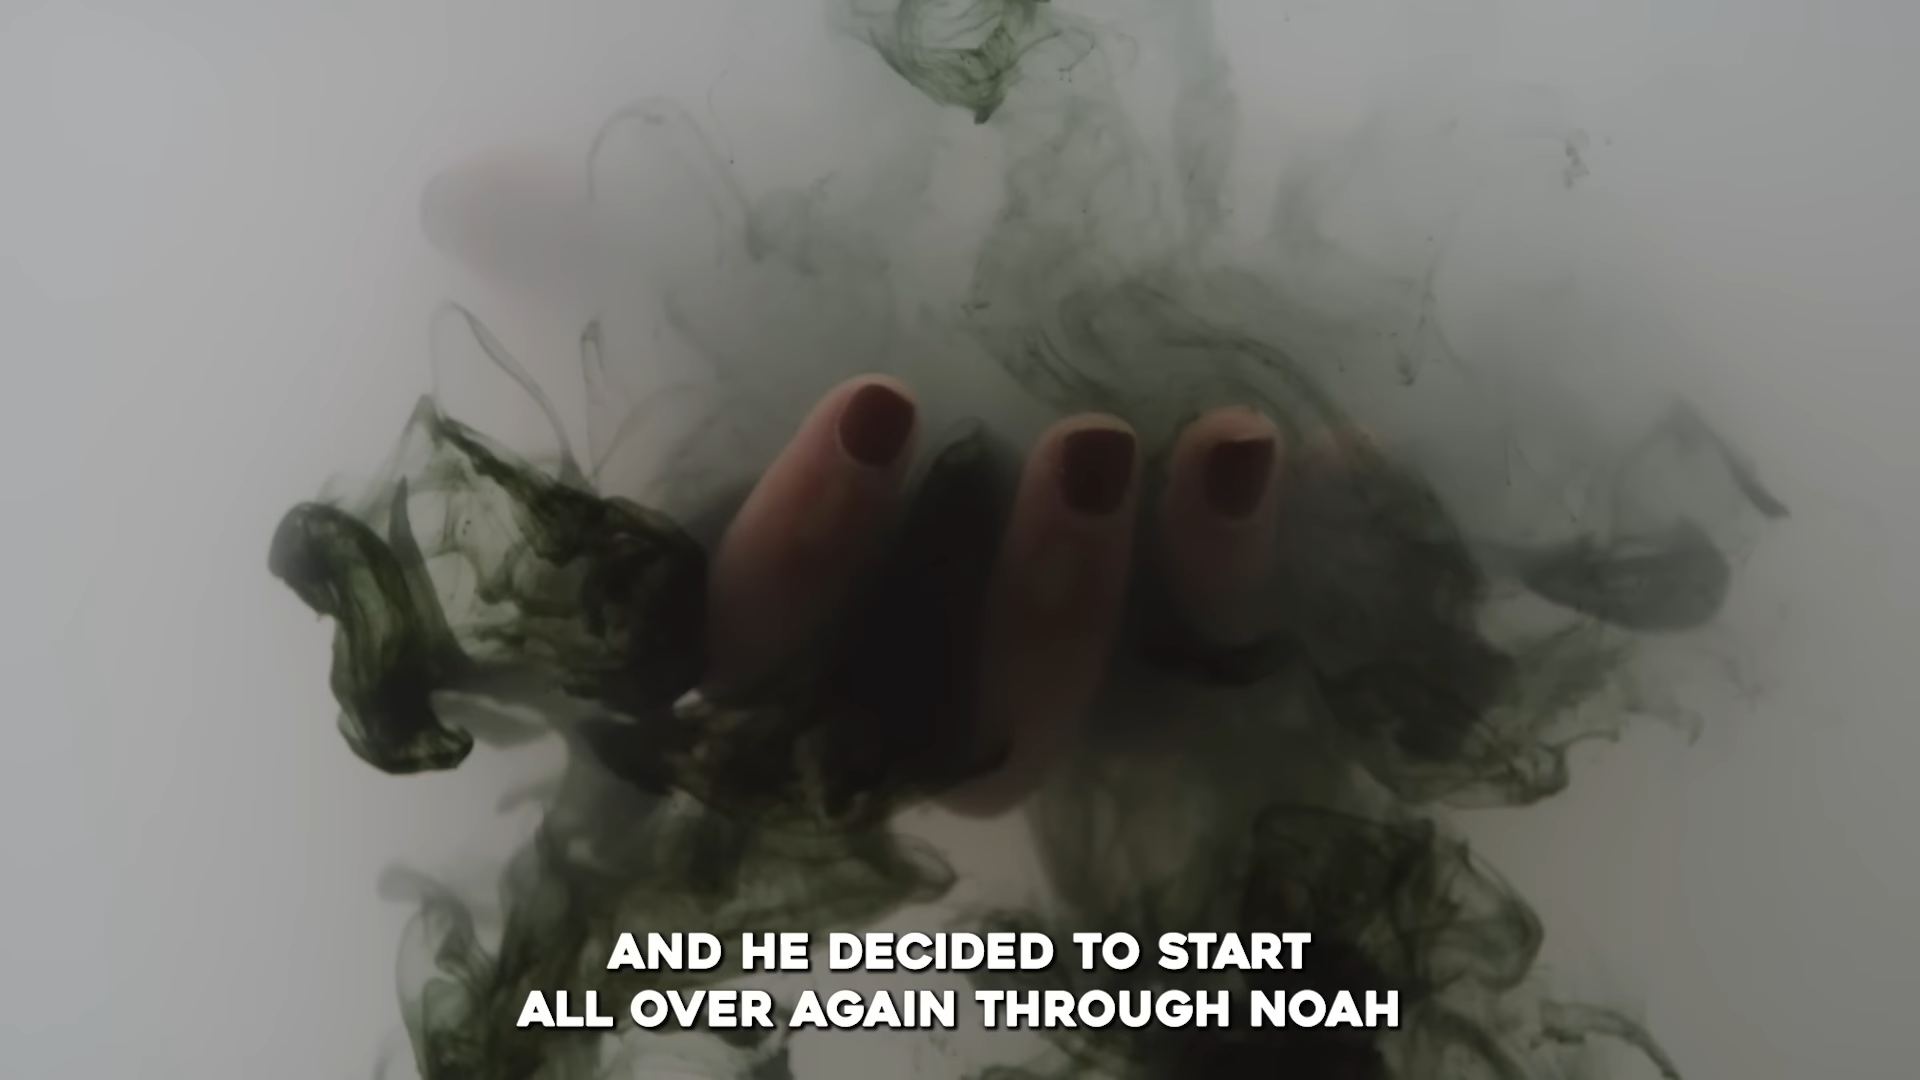 AND HE DECIDED TO START
ALL OVER AGAIN THROUGH NOAH